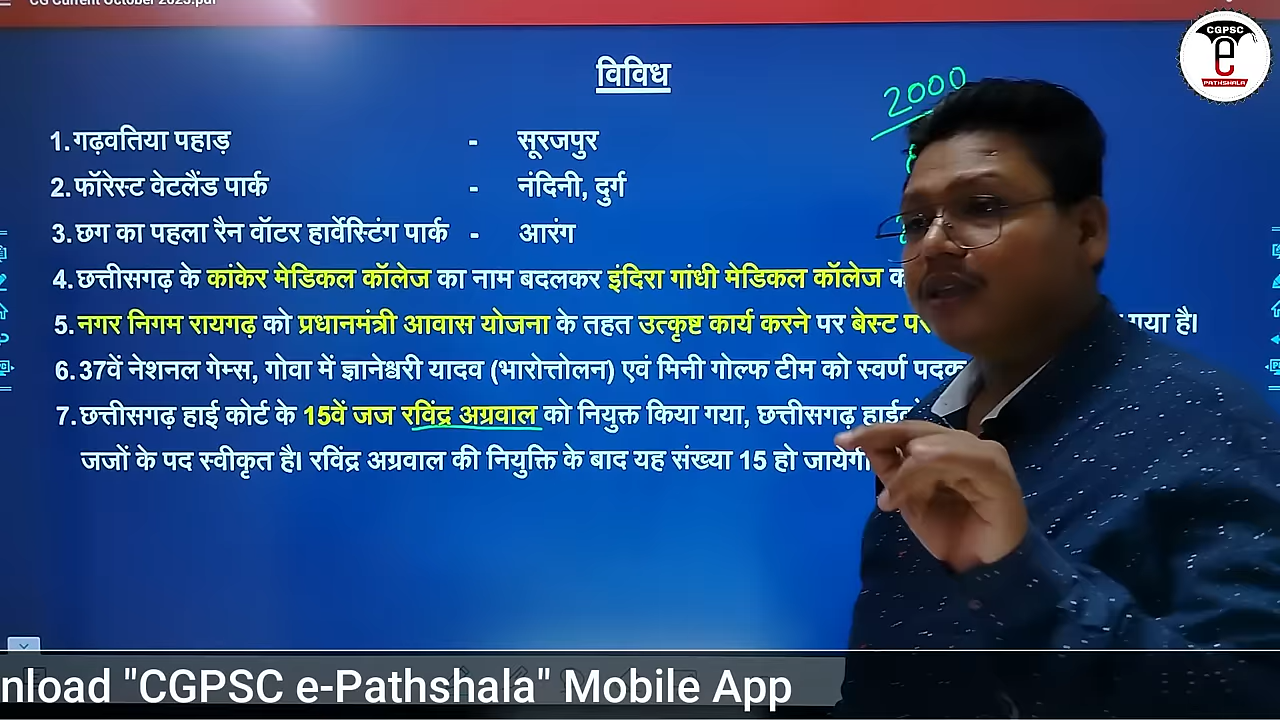 CG Current October 2023.pdf
CGPSC
e
PATHSHALA
विविध
2000
1. गढ़वतिया पहाड़ - सूरजपुर
2. फॉरेस्ट वेटलैंड पार्क - नंदिनी, दुर्ग
3. छग का पहला रैन वॉटर हार्वेस्टिंग पार्क - आरंग
4. छत्तीसगढ़ के कांकेर मेडिकल कॉलेज का नाम बदलकर इंदिरा गांधी मेडिकल कॉलेज
5. नगर निगम रायगढ़ को प्रधानमंत्री आवास योजना के तहत उत्कृष्ट कार्य करने पर बेस्ट गया है।
6. 37वें नेशनल गेम्स, गोवा में ज्ञानेश्वरी यादव (भारोत्तोलन) एवं मिनी गोल्फ टीम को स्वर्ण पदक
7. छत्तीसगढ़ हाई कोर्ट के 15वें जज रविंद्र अग्रवाल को नियुक्त किया गया, छत्तीसगढ़
जजों के पद स्वीकृत है। रविंद्र अग्रवाल की नियुक्ति के बाद यह संख्या 15 हो जायेगी
nload "CGPSC e-Pathshala" Mobile App